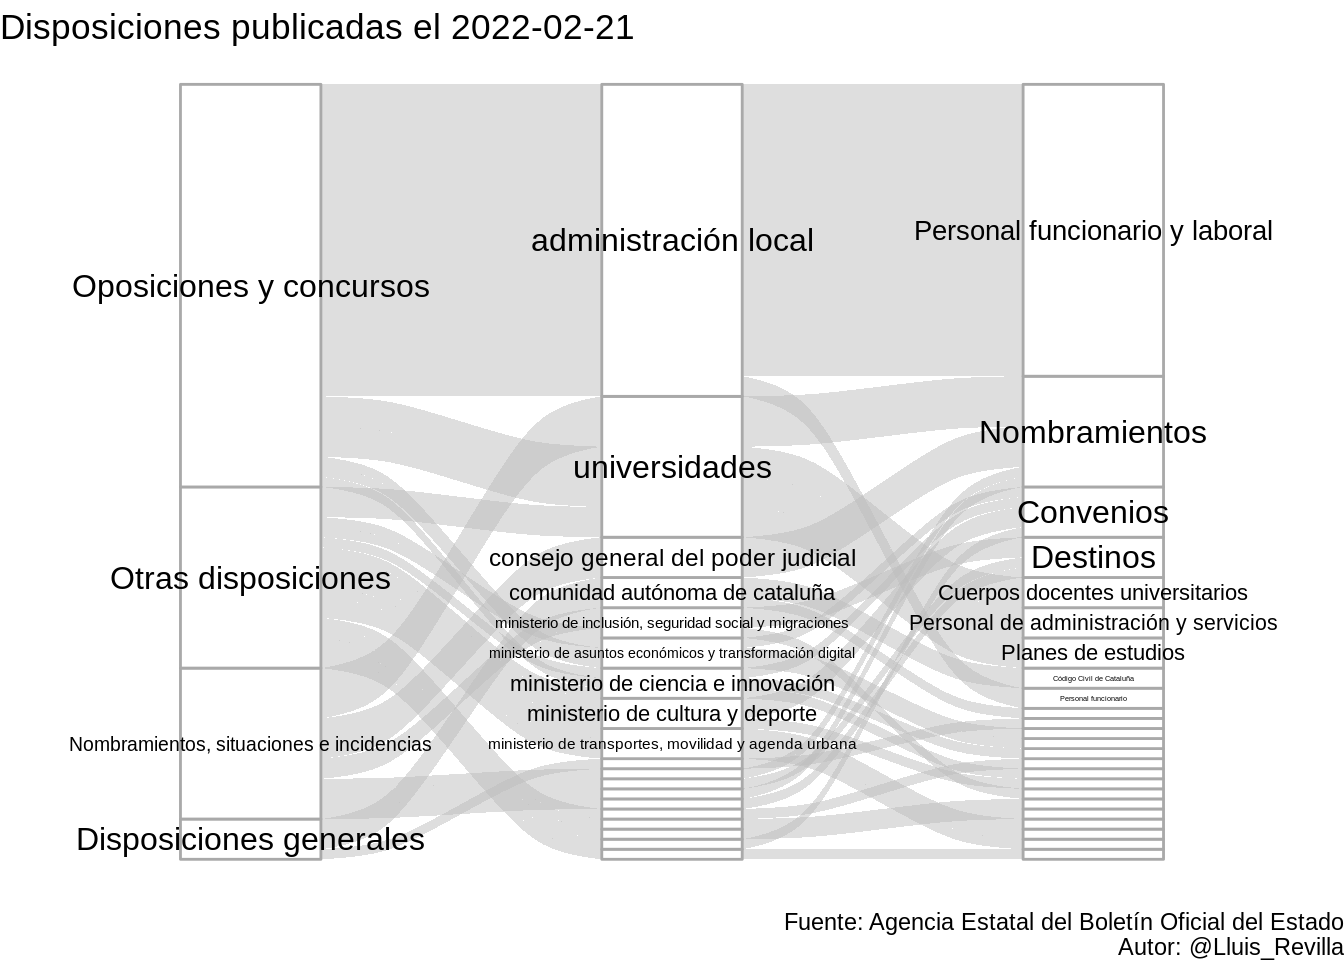 Disposiciones publicadas el 2022-02-21
Oposiciones y concursos
Otras disposiciones
Nombramientos, situaciones e incidencias
Disposiciones generales
administración local
universidades
consejo general del poder judicial
comunidad autónoma de cataluña
ministerio de inclusión, seguridad social y migraciones
ministerio de asuntos económicos y transformación digital
ministerio de ciencia e innovación
ministerio de cultura y deporte
ministerio de transportes, movilidad y agenda urbana
Personal funcionario y laboral
Nombramientos
Convenios
Destinos
Cuerpos docentes universitarios
Personal de administración y servicios
Planes de estudios
Código Civil de Cataluña
Personal funcionario
Fuente: Agencia Estatal del Boletín Oficial del Estado
Autor: @Lluis_Revilla